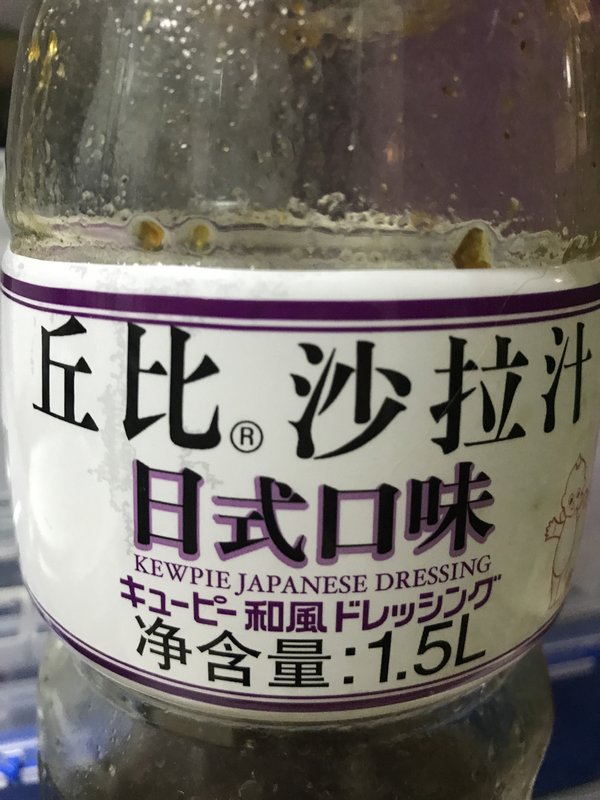 丘比® 沙拉汁
日式口味
KEWPIE JAPANESE DRESSING
キューピー 和風ドレッシング
净含量:1.5L